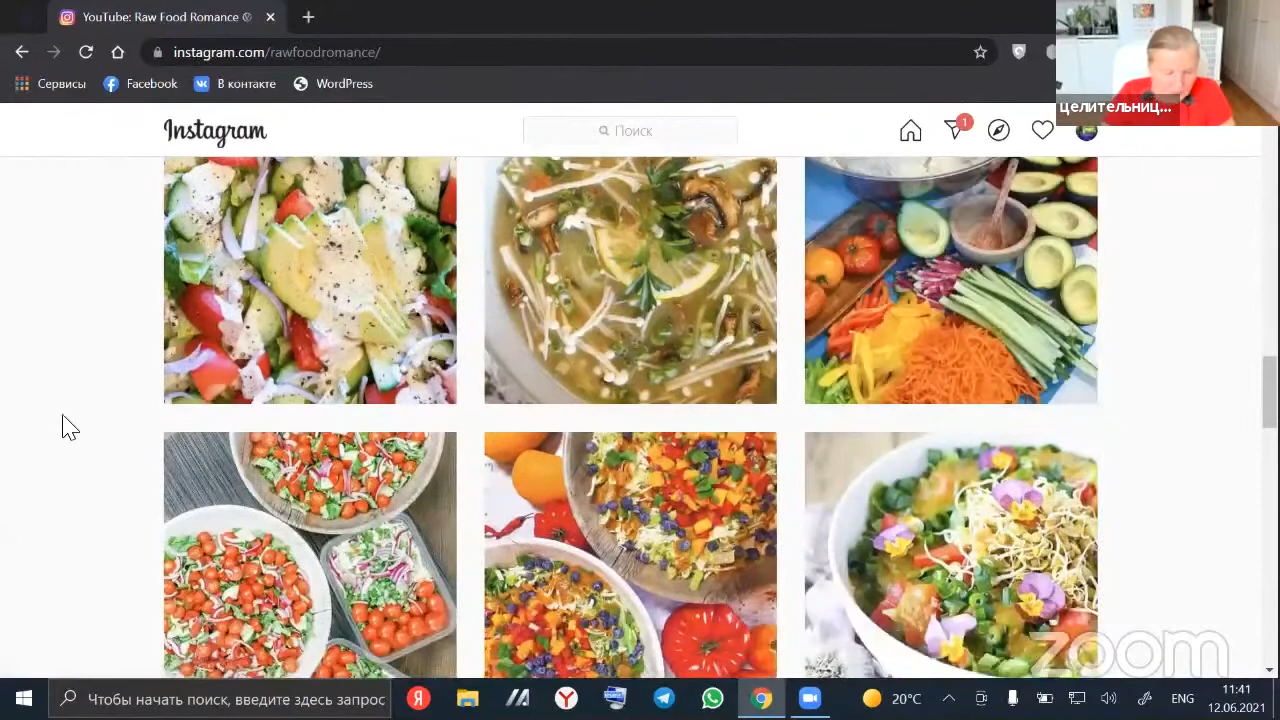 YouTube: Raw Food Romance
instagram.com/rawfoodromance/
Сервисы
Facebook
В контакте
WordPress
целительниц...
Instagram
Поиск
1
zoom
Чтобы начать поиск, введите здесь запрос
Я
Y
20°C
ENG
11:41
12.06.2021